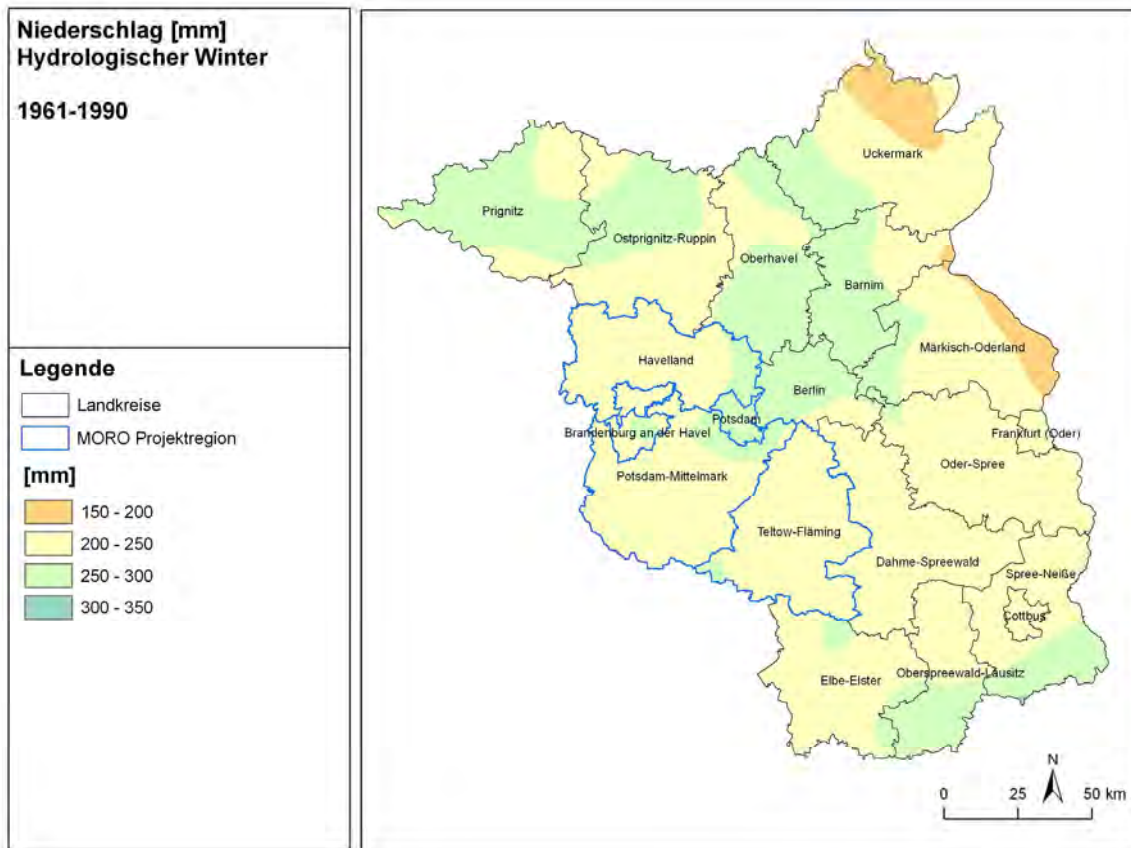 Niederschlag [mm]
Hydrologischer Winter
1961-1990
Legende
Landkreise
MORO Projektregion
[mm]
150 - 200
200 - 250
250 - 300
300 - 350
Uckermark
Prignitz
Ostprignitz-Ruppin
Oberhavel
Barnim
Märkisch-Oderland
Havelland
Berlin
Potsdam
Brandenburg an der Havel
Frankfurt (Oder)
Oder-Spree
Potsdam-Mittelmark
Teltow-Fläming
Dahme-Spreewald
Spree-Neiße
Cottbus
Elbe-Elster
Oberspreewald-Lausitz
N
0 25 50 km